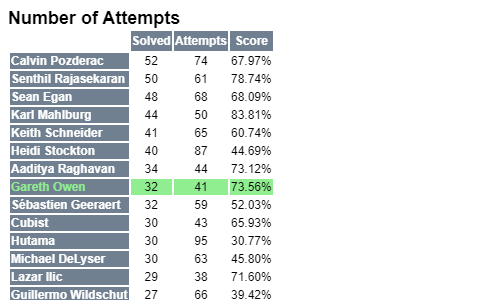 Number of Attempts
Solved Attempts Score
Calvin Pozderac 52 74 67.97%
Senthil Rajasekaran 50 61 78.74%
Sean Egan 48 68 68.09%
Karl Mahlburg 44 50 83.81%
Keith Schneider 41 65 60.74%
Heidi Stockton 40 87 44.69%
Aaditya Raghavan 34 44 73.12%
Gareth Owen 32 41 73.56%
Sébastien Geeraert 32 59 52.03%
Cubist 30 43 65.93%
Hutama 30 95 30.77%
Michael DeLyser 30 63 45.80%
Lazar Ilic 29 38 71.60%
Guillermo Wildschut 27 66 39.42%